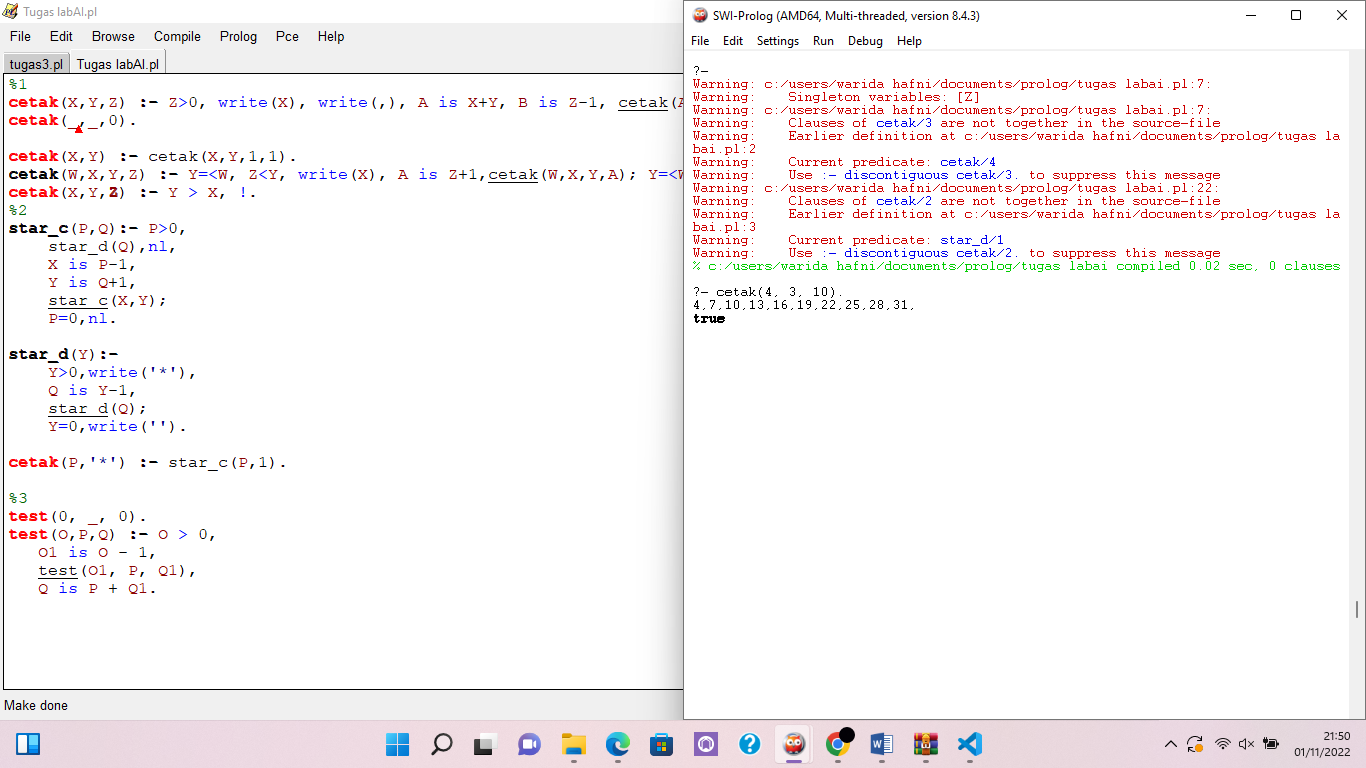 Tugas labAI.pl
File Edit Browse Compile Prolog Pce Help
tugas3.pl Tugas labAI.pl
%1
cetak(X,Y,Z) :- Z>0, write(X), write(,), A is X+Y, B is Z-1, cetak(A
cetak(_,_,0).
cetak(X,Y) :- cetak(X,Y,1,1).
cetak(W,X,Y,Z) :- Y=<W, Z<Y, write(X), A is Z+1,cetak(W,X,Y,A); Y=<W
cetak(X,Y,Z) :- Y > X, !.
%2
star_c(P,Q):- P>0,
star_d(Q),nl,
X is P-1,
Y is Q+1,
star_c(X,Y);
P=0,nl.
star_d(Y):-
Y>0,write('*'),
Q is Y-1,
star_d(Q);
Y=0,write('').
cetak(P,'*') :- star_c(P,1).
%3
test(0, _, 0).
test(O,P,Q) :- O > 0,
O1 is O - 1,
test(O1, P, Q1),
Q is P + Q1.
Make done
SWI-Prolog (AMD64, Multi-threaded, version 8.4.3)
File Edit Settings Run Debug Help
?-
Warning: c:/users/warida hafni/documents/prolog/tugas labai.pl:7:
Warning: Singleton variables: [Z]
Warning: c:/users/warida hafni/documents/prolog/tugas labai.pl:7:
Warning: Clauses of cetak/3 are not together in the source-file
Warning: Earlier definition at c:/users/warida hafni/documents/prolog/tugas la
bai.pl:2
Warning: Current predicate: cetak/4
Warning: Use :- discontiguous cetak/3. to suppress this message
Warning: c:/users/warida hafni/documents/prolog/tugas labai.pl:22:
Warning: Clauses of cetak/2 are not together in the source-file
Warning: Earlier definition at c:/users/warida hafni/documents/prolog/tugas la
bai.pl:3
Warning: Current predicate: star_d/1
Warning: Use :- discontiguous cetak/2. to suppress this message
% c:/users/warida hafni/documents/prolog/tugas labai compiled 0.02 sec, 0 clauses
?- cetak(4, 3, 10).
4,7,10,13,16,19,22,25,28,31,
true
21:50
01/11/2022